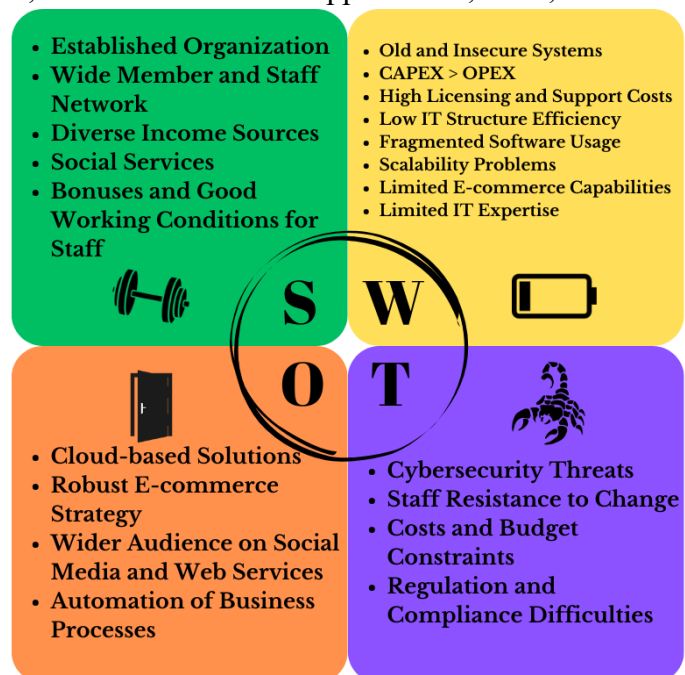 • Established Organization
• Wide Member and Staff
Network
• Diverse Income Sources
• Social Services
• Bonuses and Good
Working Conditions for
Staff
• Old and Insecure Systems
• CAPEX > OPEX
• High Licensing and Support Costs
• Low IT Structure Efficiency
• Fragmented Software Usage
• Scalability Problems
• Limited E-commerce Capabilities
• Limited IT Expertise
S W
O T
• Cloud-based Solutions
• Robust E-commerce
Strategy
• Wider Audience on Social
Media and Web Services
• Automation of Business
Processes
• Cybersecurity Threats
• Staff Resistance to Change
• Costs and Budget
Constraints
• Regulation and
Compliance Difficulties